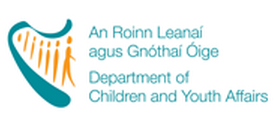 An Roinn Leanaí
agus Gnóthaí Óige
Department of
Children and Youth Affairs